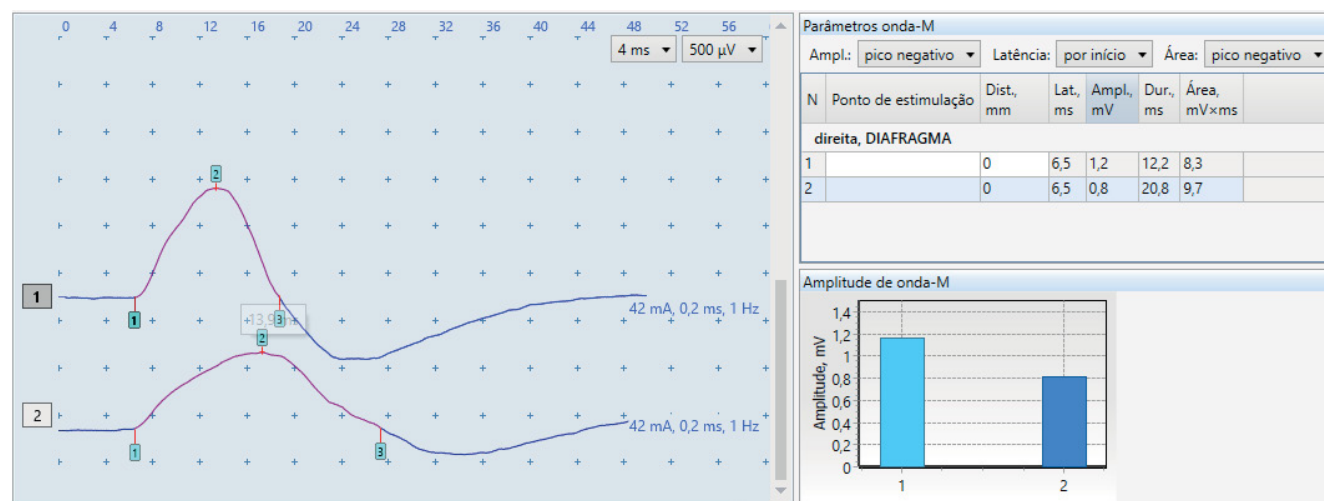 0 4 8 12 16 20 24 28 32 36 40 44 48 52 56
4 ms 500 µV
2
1
1
3
42 mA, 0,2 ms, 1 Hz
2
2
1
3
42 mA, 0,2 ms, 1 Hz
Parâmetros onda-M
Ampl.: pico negativo Latência: por início Área: pico negativo
N Ponto de estimulação Dist., mm Lat., ms Ampl., mV Dur., ms Área, mV×ms
direita, DIAFRAGMA
1 0 6,5 1,2 12,2 8,3
2 0 6,5 0,8 20,8 9,7
Amplitude de onda-M
Amplitude, mV
1,4
1,2
1
0,8
0,6
0,4
0,2
0
1 2